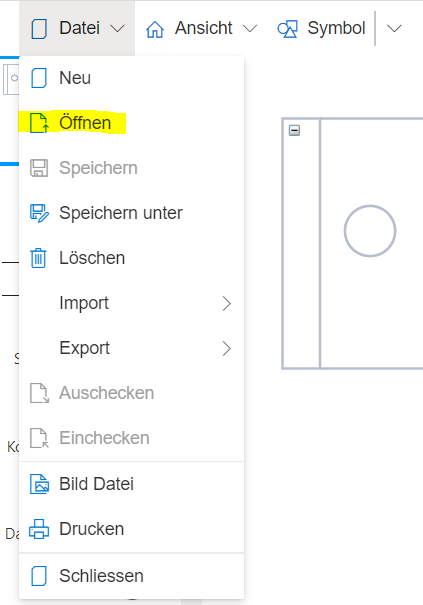 Datei Ansicht Symbol
Neu
Öffnen
Speichern
Speichern unter
Löschen
Import
Export
Auschecken
Einchecken
Bild Datei
Drucken
Schliessen